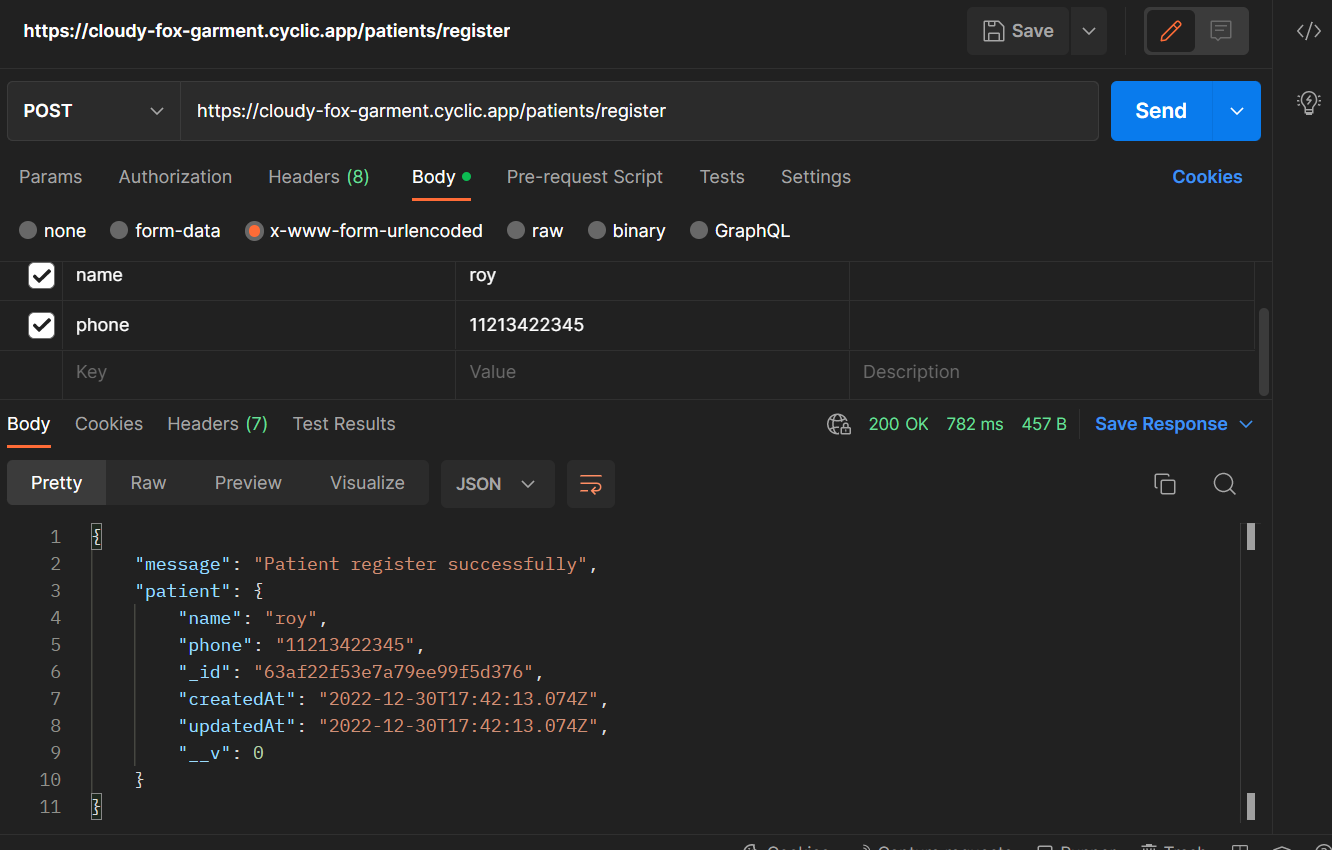 https://cloudy-fox-garment.cyclic.app/patients/register
Save
POST
https://cloudy-fox-garment.cyclic.app/patients/register
Send
Params
Authorization
Headers (8)
Body
Pre-request Script
Tests
Settings
Cookies
none
form-data
x-www-form-urlencoded
raw
binary
GraphQL
name
roy
phone
11213422345
Key
Value
Description
Body
Cookies
Headers (7)
Test Results
200 OK
782 ms
457 B
Save Response
Pretty
Raw
Preview
Visualize
JSON
1 {
2 "message": "Patient register successfully",
3 "patient": {
4 "name": "roy",
5 "phone": "11213422345",
6 "_id": "63af22f53e7a79ee99f5d376",
7 "createdAt": "2022-12-30T17:42:13.074Z",
8 "updatedAt": "2022-12-30T17:42:13.074Z",
9 "__v": 0
10 }
11 }